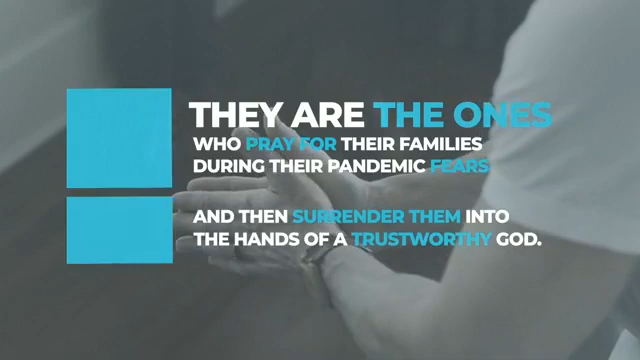 THEY ARE THE ONES
WHO PRAY FOR THEIR FAMILIES
DURING THEIR PANDEMIC FEARS
AND THEN SURRENDER THEM INTO
THE HANDS OF A TRUSTWORTHY GOD.